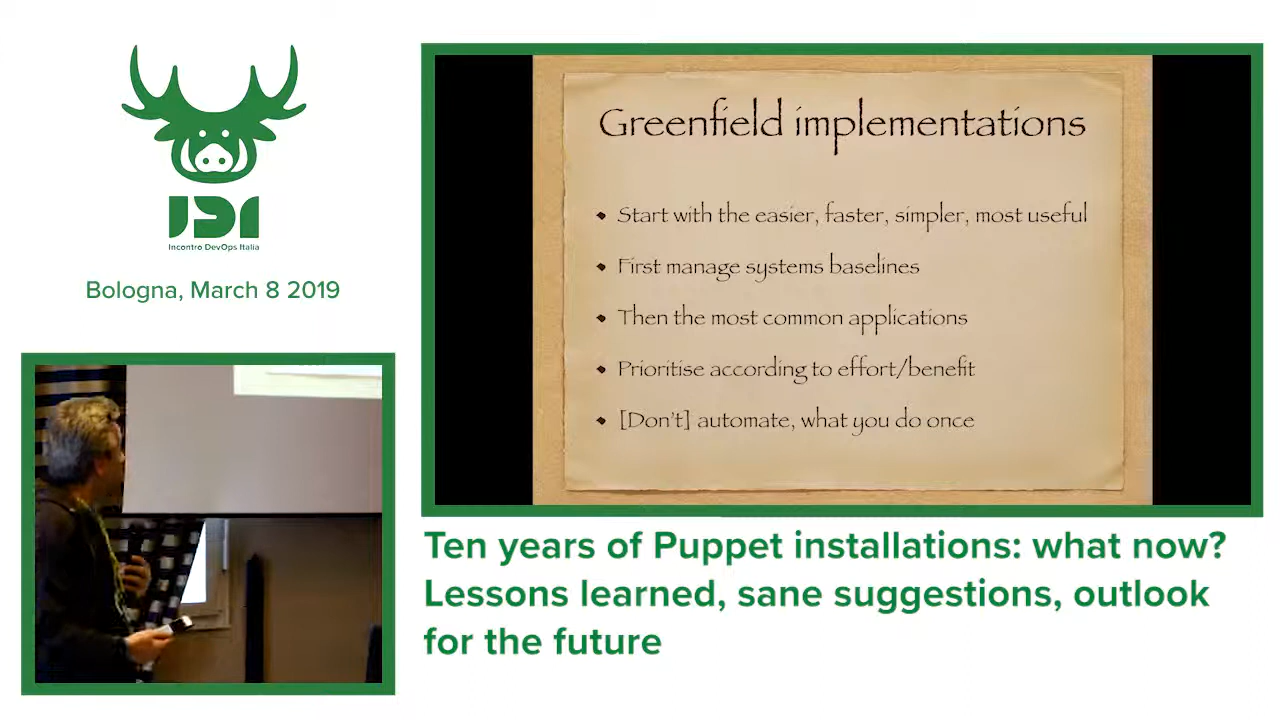 IDI
Incontro DevOps Italia
Bologna, March 8 2019
Greenfield implementations
Start with the easier, faster, simpler, most useful
First manage systems baselines
Then the most common applications
Prioritise according to effort/benefit
[Don't] automate, what you do once
Ten years of Puppet installations: what now?
Lessons learned, sane suggestions, outlook
for the future